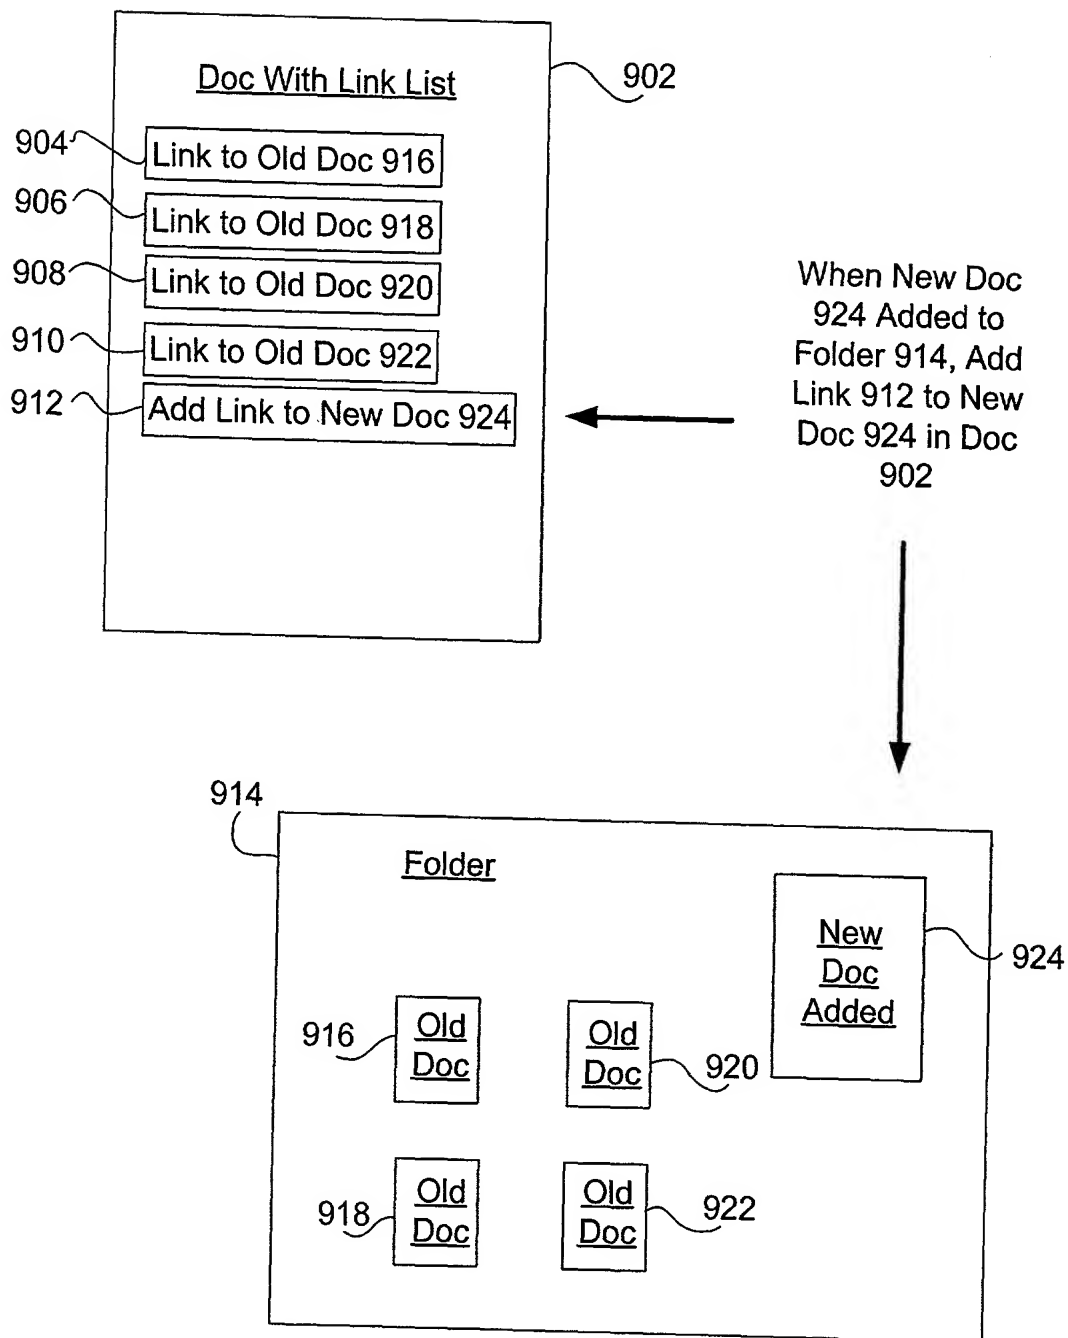 Doc With Link List
902
904
Link to Old Doc 916
906
Link to Old Doc 918
908
Link to Old Doc 920
910
Link to Old Doc 922
912
Add Link to New Doc 924
When New Doc
924 Added to
Folder 914, Add
Link 912 to New
Doc 924 in Doc
902
914
Folder
New
Doc
Added
924
916
Old
Doc
Old
Doc
920
918
Old
Doc
Old
Doc
922